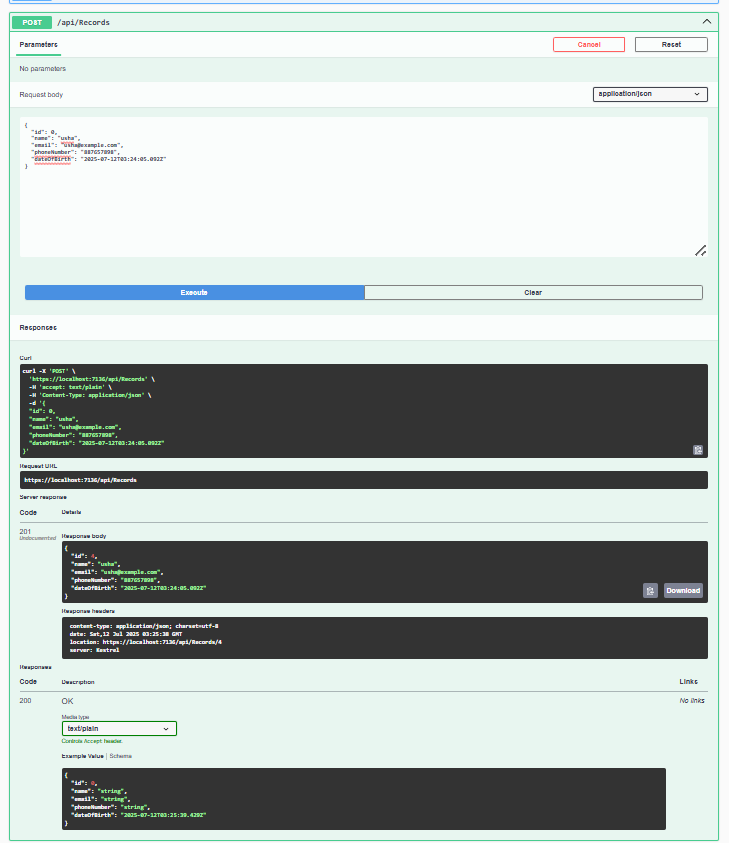 POST /api/Records
Parameters
Cancel
Reset
No parameters
Request body
application/json
{
"id": 0,
"name": "usha",
"email": "usha@example.com",
"phoneNumber": "887657898",
"dateOfBirth": "2025-07-12T03:24:05.092Z"
}
Execute
Clear
Responses
Curl
curl -X 'POST' \
'https://localhost:7136/api/Records' \
-H 'accept: text/plain' \
-H 'Content-Type: application/json' \
-d '{
"id": 0,
"name": "usha",
"email": "usha@example.com",
"phoneNumber": "887657898",
"dateOfBirth": "2025-07-12T03:24:05.092Z"
}'
Request URL
https://localhost:7136/api/Records
Server response
Code Details
201
Undocumented
Response body
{
"id": 4,
"name": "usha",
"email": "usha@example.com",
"phoneNumber": "887657898",
"dateOfBirth": "2025-07-12T03:24:05.092Z"
}
Download
Response headers
content-type: application/json; charset=utf-8
date: Sat,12 Jul 2025 03:25:38 GMT
location: https://localhost:7136/api/Records/4
server: Kestrel
Responses
Code Description Links
200 OK No links
Media type
text/plain
Controls Accept header.
Example Value | Schema
{
"id": 0,
"name": "string",
"email": "string",
"phoneNumber": "string",
"dateOfBirth": "2025-07-12T03:25:39.429Z"
}